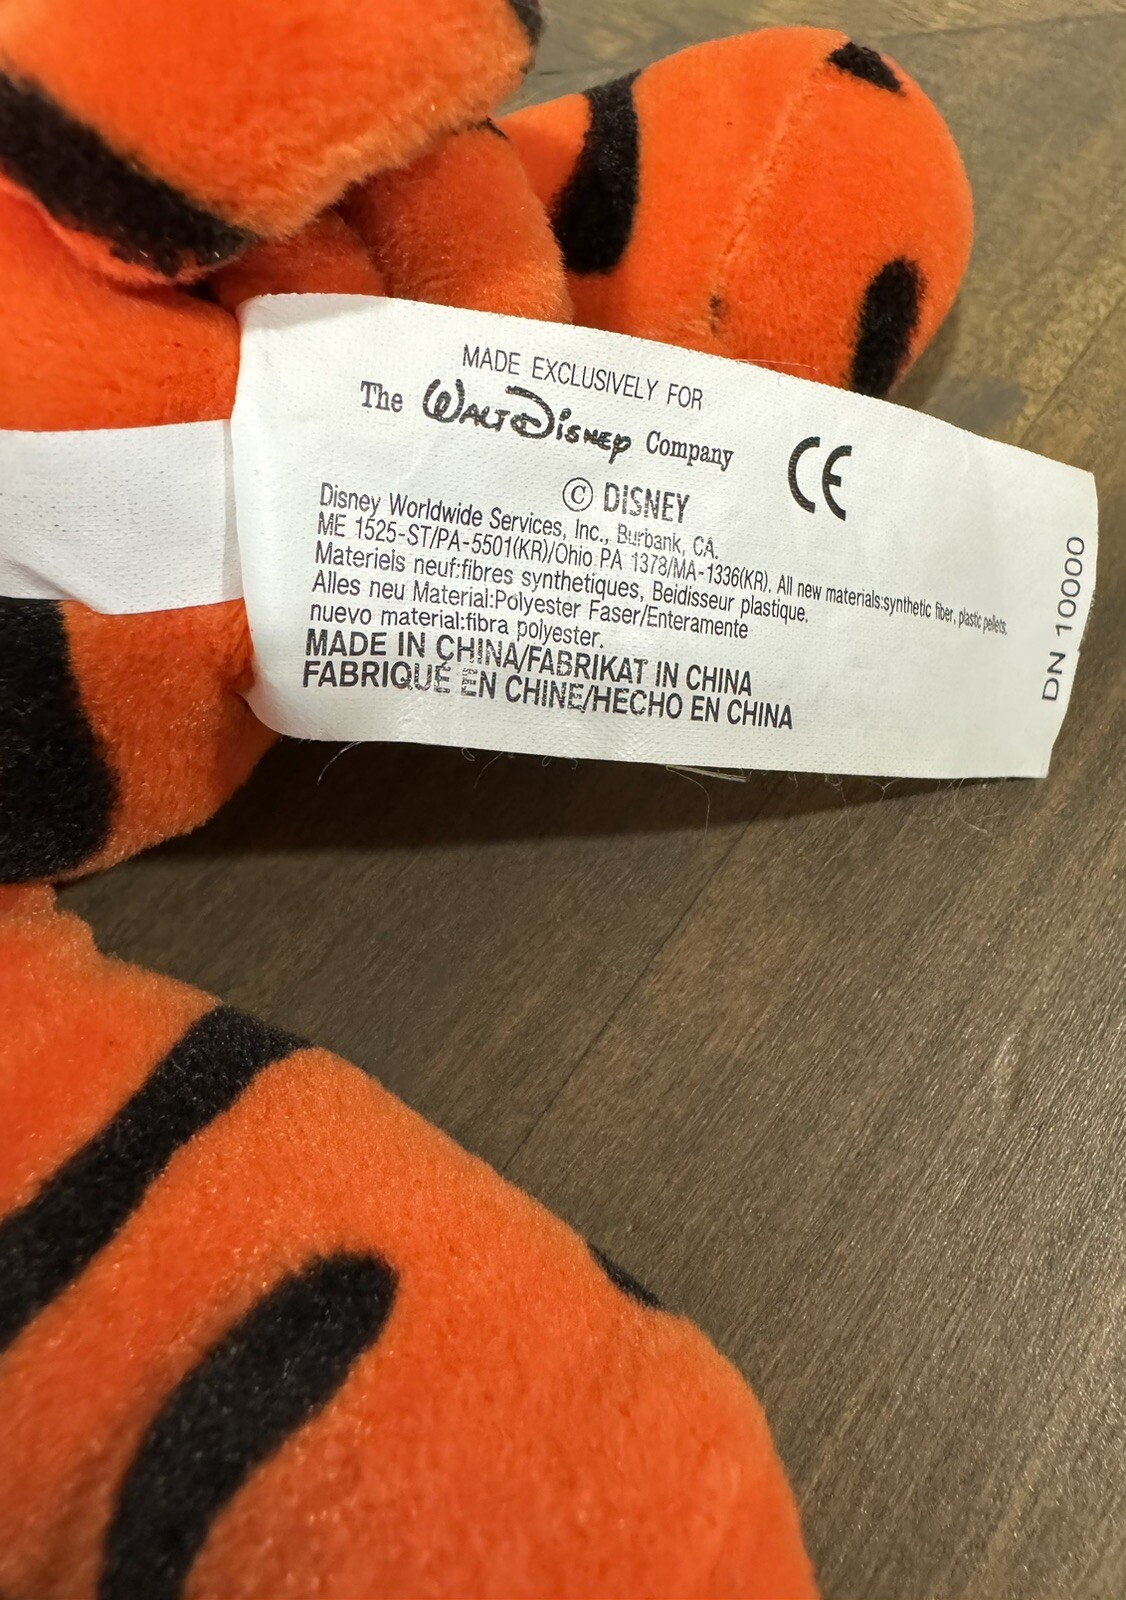 MADE EXCLUSIVELY FOR
The WALT DISNEY Company
CE
© DISNEY
Disney Worldwide Services, Inc., Burbank, CA.
ME 1525-ST/PA-5501(KR)/Ohio PA 1378/MA-1336(KR). All new materials:synthetic fiber, plastic pellets.
Materiels neuf:fibres synthetiques, Beidisseur plastique.
Alles neu Material:Polyester Faser/Enteramente
nuevo material:fibra polyester.
MADE IN CHINA/FABRIKAT IN CHINA
FABRIQUÉ EN CHINE/HECHO EN CHINA
DN 10000